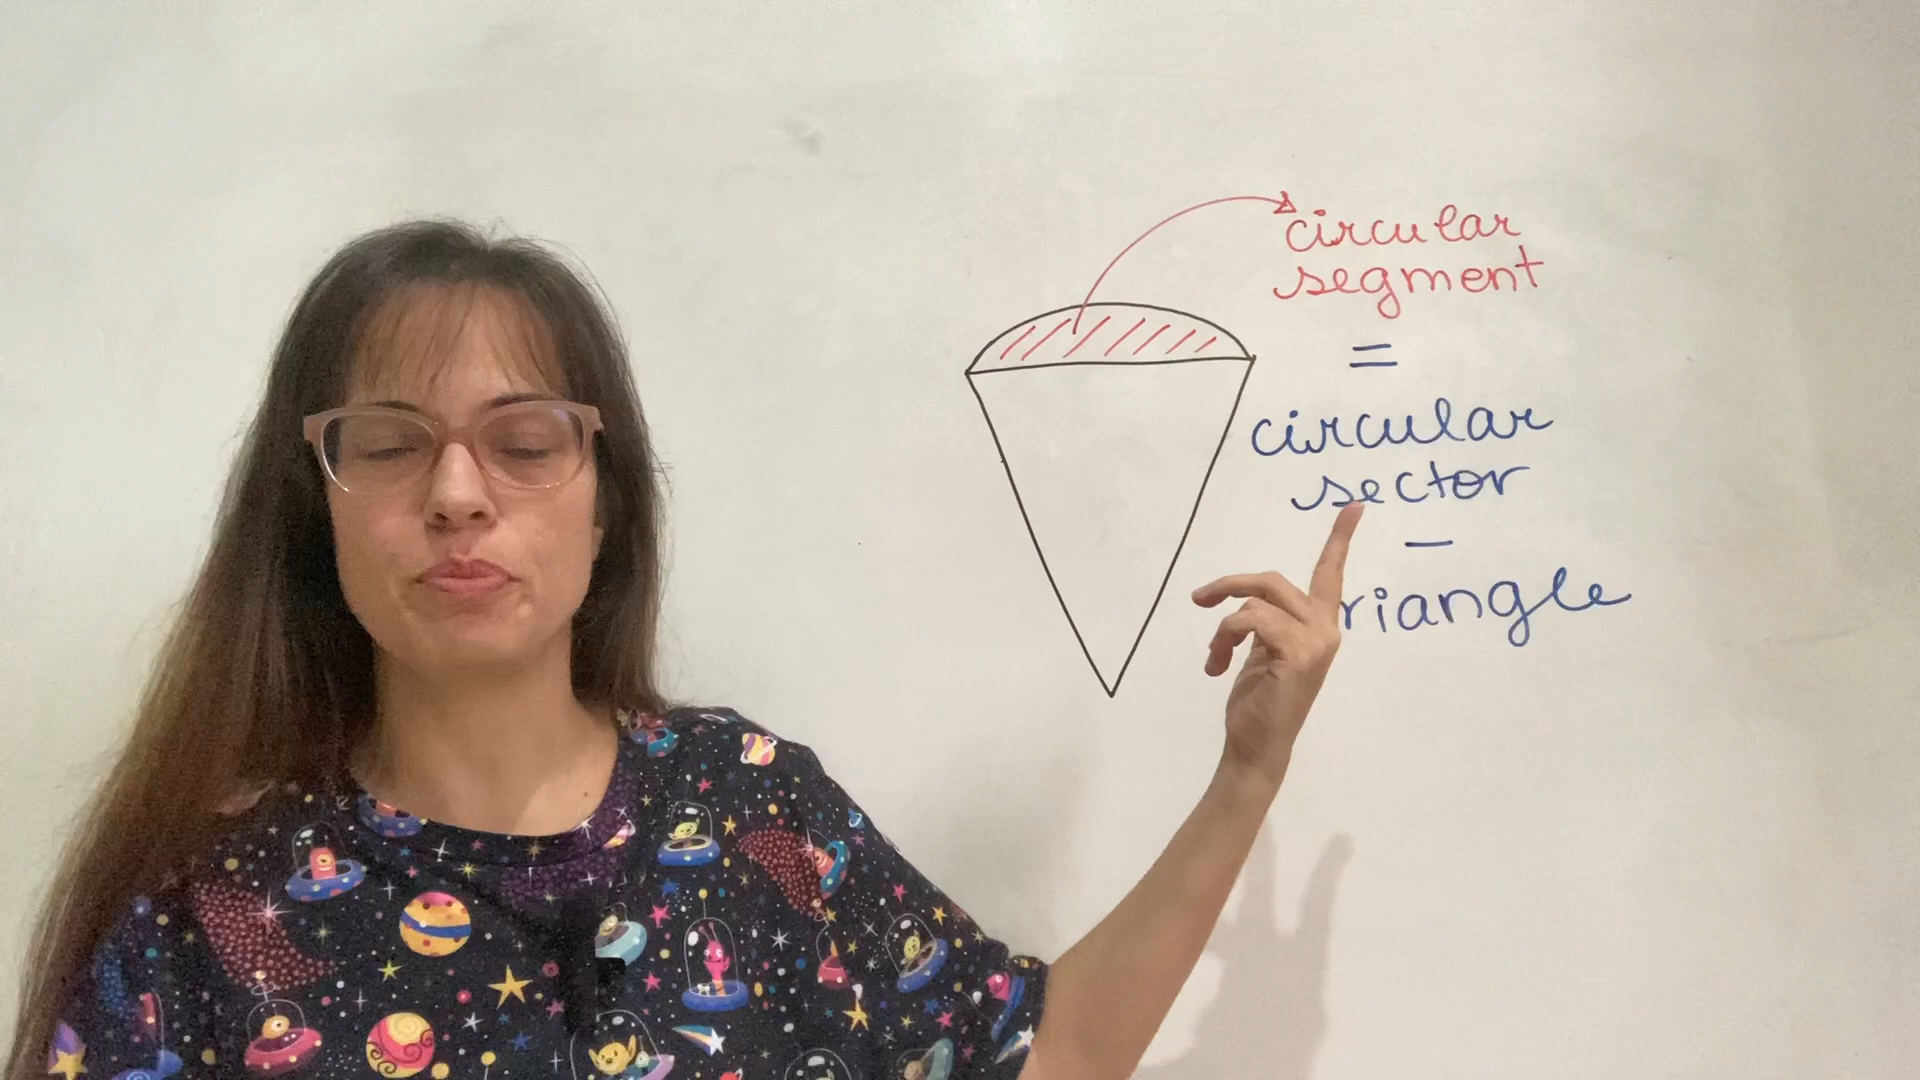 circular
segment
=
circular
sector
-
riangle